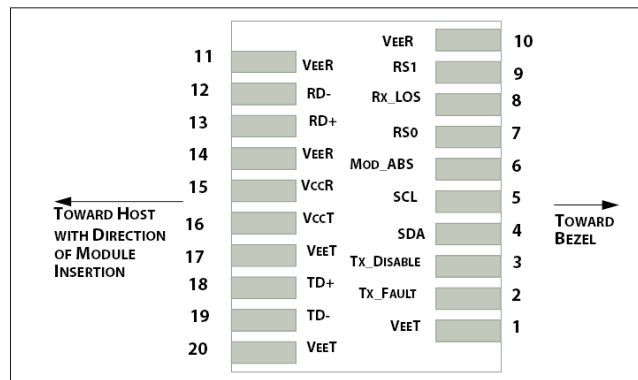 11 VEER
12 RD-
13 RD+
14 VEER
15 VCCR
16 VCCT
17 VEET
18 TD+
19 TD-
20 VEET
VEER 10
RS1 9
RX_LOS 8
RS0 7
MOD_ABS 6
SCL 5
SDA 4
TX_DISABLE 3
TX_FAULT 2
VEET 1
TOWARD HOST
WITH DIRECTION
OF MODULE
INSERTION
TOWARD
BEZEL